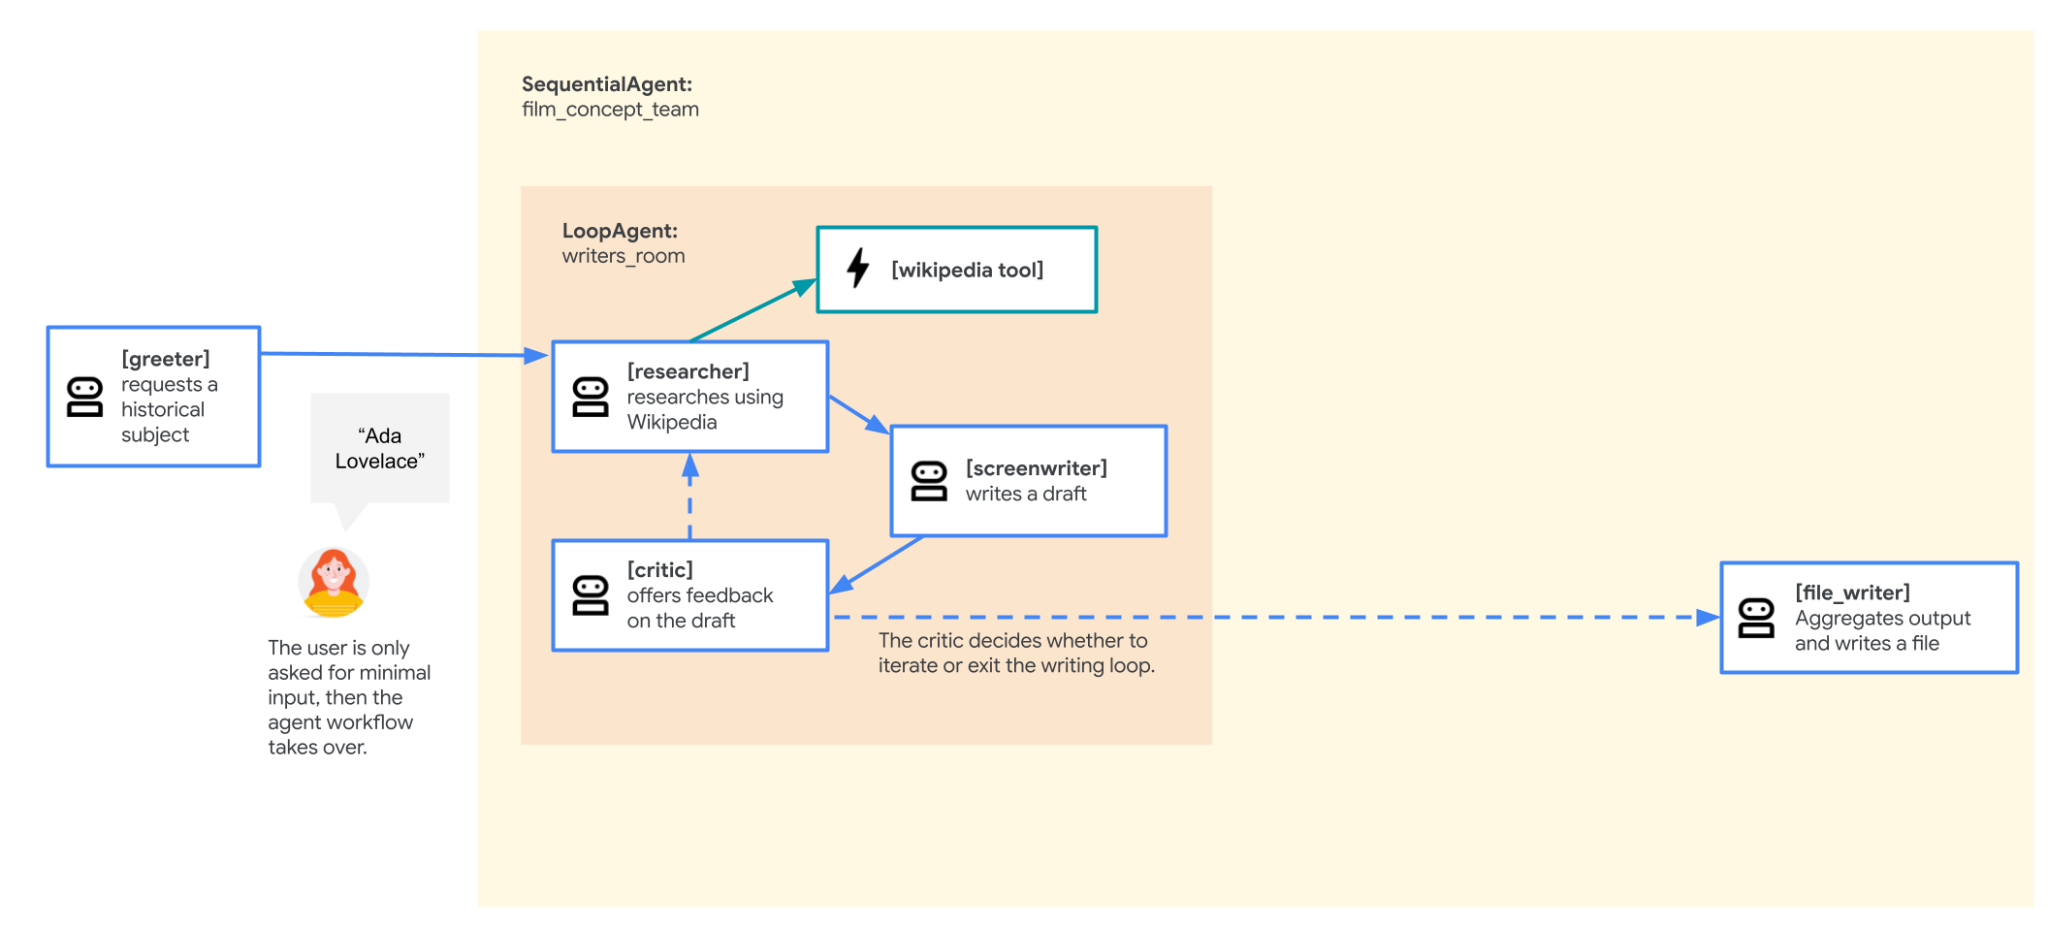 SequentialAgent:
film_concept_team
LoopAgent:
writers_room
[wikipedia tool]
[greeter]
requests a
historical
subject
“Ada
Lovelace”
The user is only
asked for minimal
input, then the
agent workflow
takes over.
[researcher]
researches using
Wikipedia
[screenwriter]
writes a draft
[critic]
offers feedback
on the draft
The critic decides whether to
iterate or exit the writing loop.
[file_writer]
Aggregates output
and writes a file